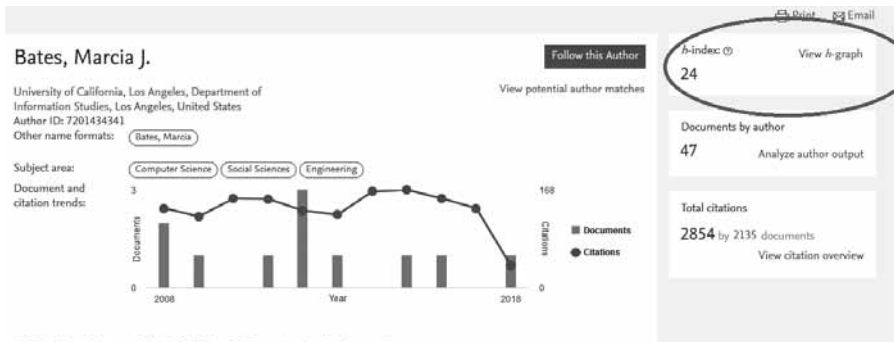 Print Email
Bates, Marcia J.
Follow this Author
University of California, Los Angeles, Department of
Information Studies, Los Angeles, United States
Author ID: 7201434341
View potential author matches
Other name formats: Bates, Marcia
Subject area: Computer Science Social Sciences Engineering
Document and
citation trends:
3
Documents
0
168
Citations
0
2008
Year
2018
Documents
Citations
h-index: ?
View h-graph
24
Documents by author
47
Analyze author output
Total citations
2854 by 2135 documents
View citation overview